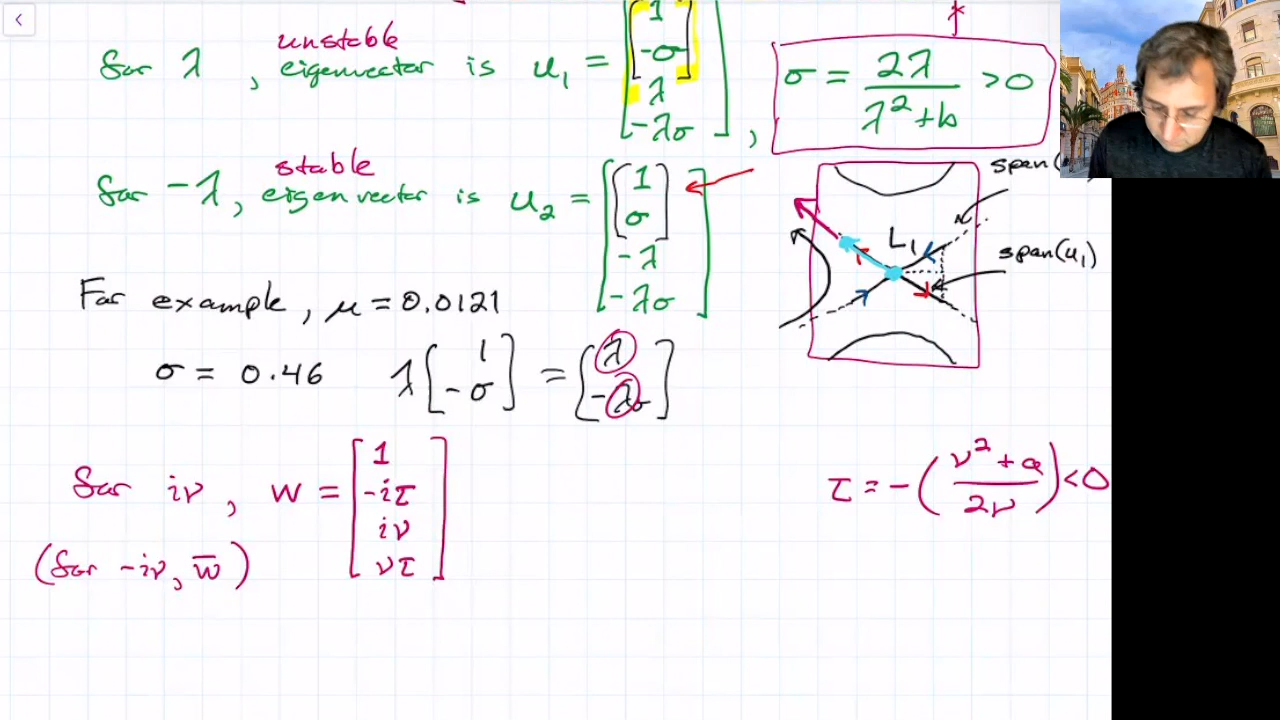 for λ, unstable eigenvector is u₁ = [1 -σ λ -λσ], σ = 2λ / (λ² + b) > 0
for -λ, stable eigenvector is u₂ = [1 σ -λ -λσ]
span(
L₁
span(u₁)
For example, μ = 0.0121
σ = 0.46 λ[1 -σ] = [λ -λσ]
for iν, w = [1 -iτ iν ντ] τ = -((ν² + a) / 2ν) < 0
(for -iν, w̄)